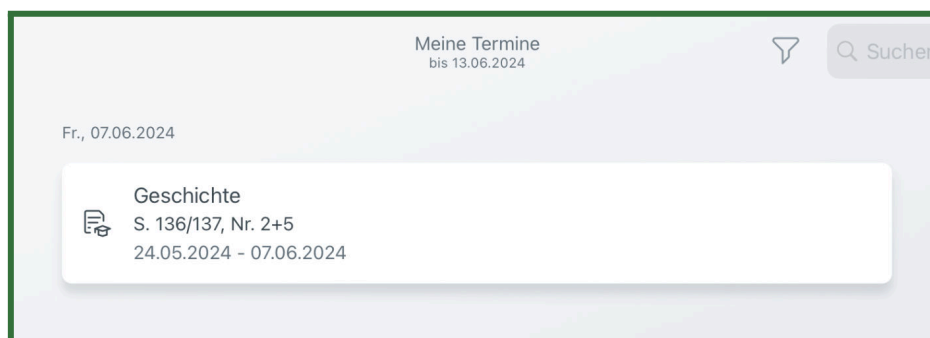 Meine Termine
bis 13.06.2024
Suchen
Fr., 07.06.2024
Geschichte
S. 136/137, Nr. 2+5
24.05.2024 - 07.06.2024